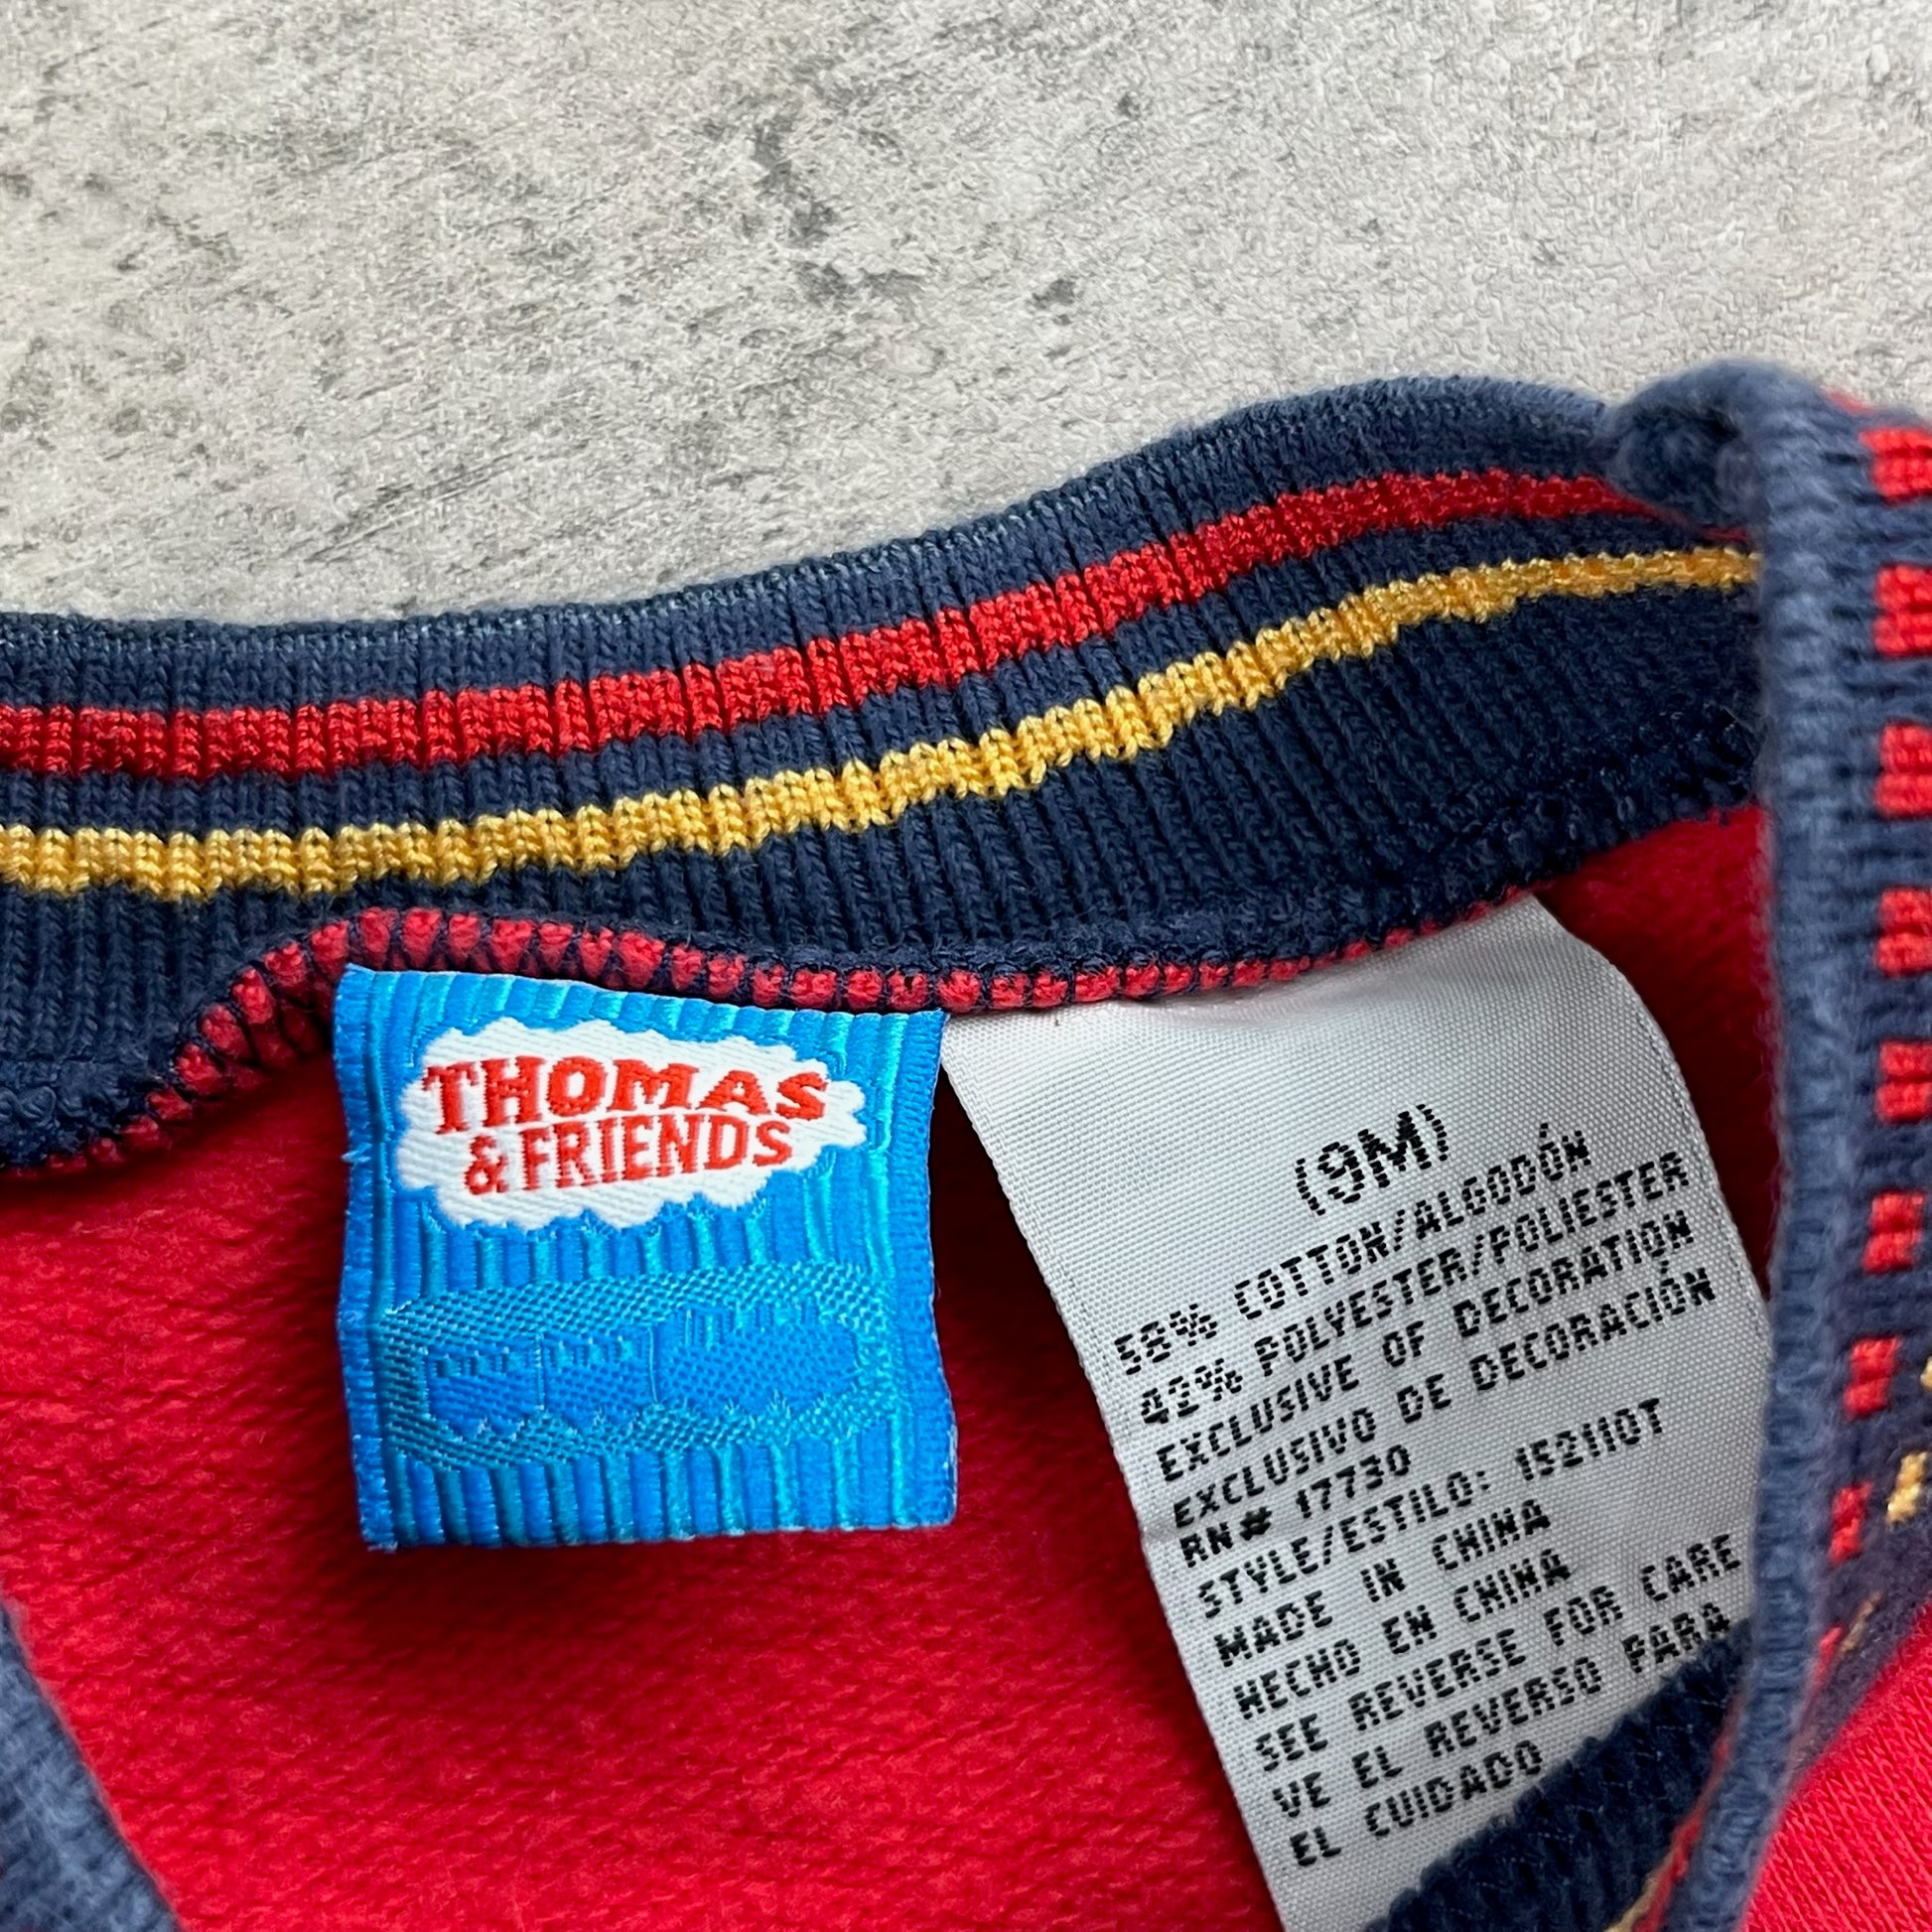 THOMAS
& FRIENDS
(9M)
58% COTTON/ALGODÓN
42% POLYESTER/POLIESTER
EXCLUSIVE OF DECORATION
EXCLUSIVO DE DECORACIÓN
RN# 17730
STYLE/ESTILO: 152110T
MADE IN CHINA
HECHO EN CHINA
SEE REVERSE FOR CARE
VE EL REVERSO PARA
EL CUIDADO